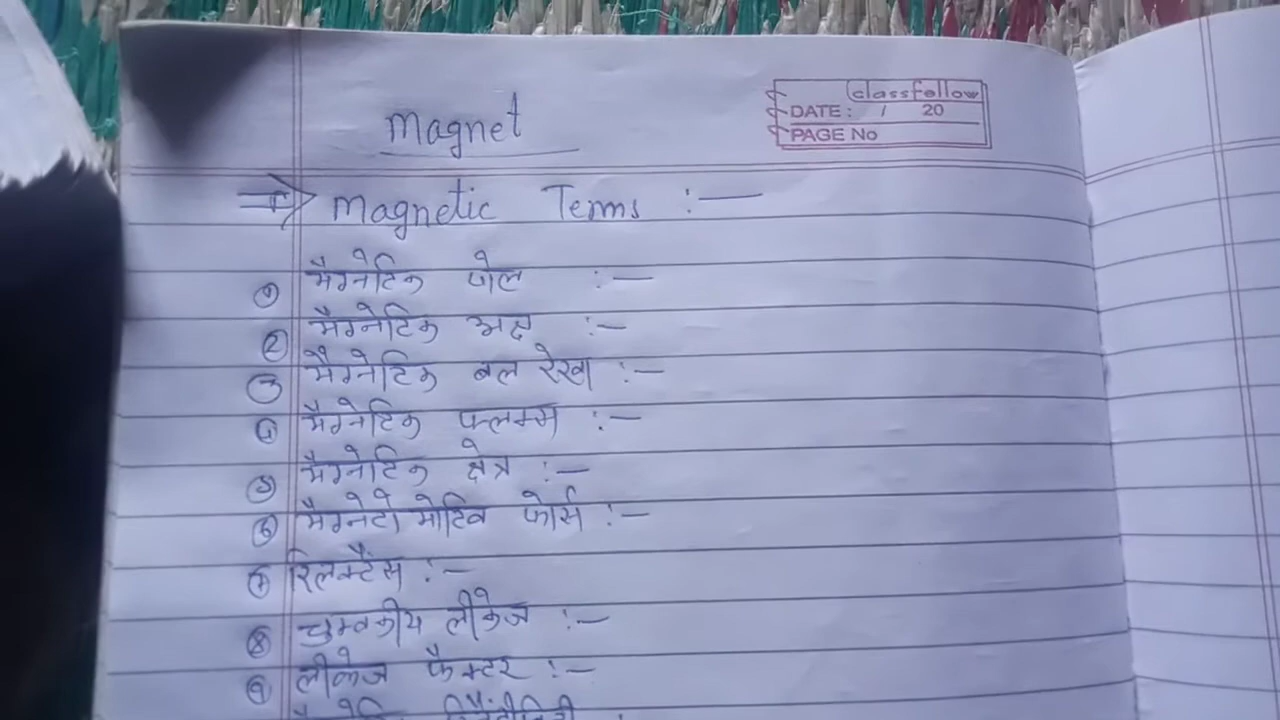 Magnet
classfellow
DATE: / 20
PAGE No
⇒ Magnetic Terms :—
① मैग्नेटिक पोल :—
② मैग्नेटिक अक्ष :—
③ मैग्नेटिक बल रेखा :—
④ मैग्नेटिक फ्लक्स :—
⑤ मैग्नेटिक क्षेत्र :—
⑥ मैग्नेटो मोटिव फोर्स :—
⑦ रिलक्टैंस :—
⑧ चुम्बकीय लीकेज :—
⑨ लीकेज फैक्टर :—